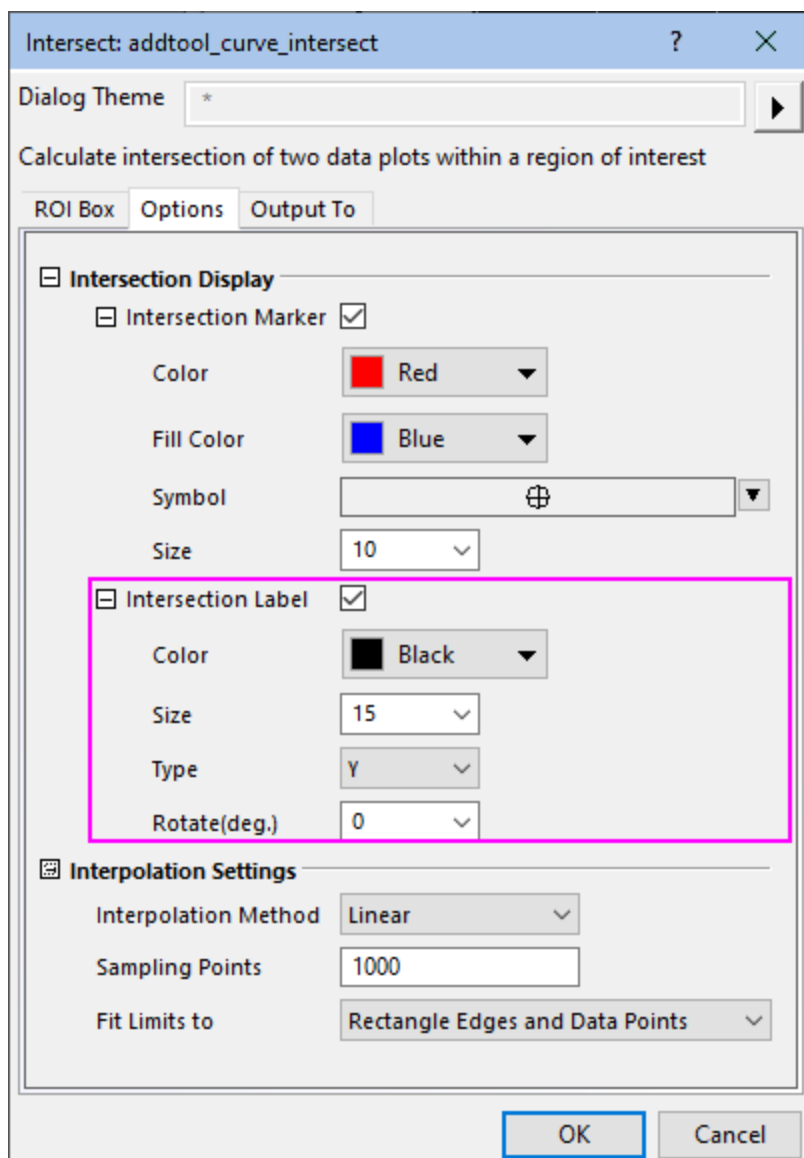 Intersect: addtool_curve_intersect ?
Dialog Theme *
Calculate intersection of two data plots within a region of interest
ROI Box Options Output To
Intersection Display
Intersection Marker
Color Red
Fill Color Blue
Symbol
Size 10
Intersection Label
Color Black
Size 15
Type Y
Rotate(deg.) 0
Interpolation Settings
Interpolation Method Linear
Sampling Points 1000
Fit Limits to Rectangle Edges and Data Points
OK Cancel